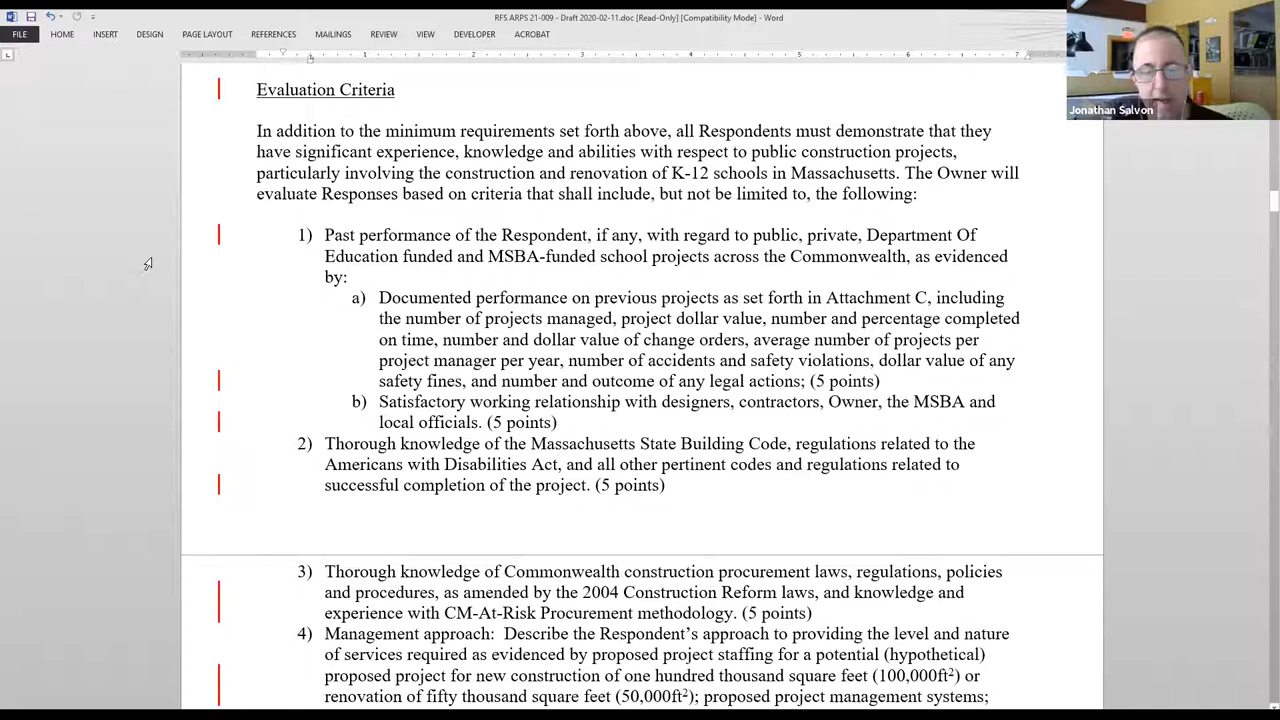 RFS ARPS 21-009 - Draft 2020-02-11.doc [Read-Only] [Compatibility Mode] - Word
FILE HOME INSERT DESIGN PAGE LAYOUT REFERENCES MAILINGS REVIEW VIEW DEVELOPER ACROBAT
1 2 3 4 5 6 7
Jonathan Salvon
Evaluation Criteria
In addition to the minimum requirements set forth above, all Respondents must demonstrate that they
have significant experience, knowledge and abilities with respect to public construction projects,
particularly involving the construction and renovation of K-12 schools in Massachusetts. The Owner will
evaluate Responses based on criteria that shall include, but not be limited to, the following:
1) Past performance of the Respondent, if any, with regard to public, private, Department Of
Education funded and MSBA-funded school projects across the Commonwealth, as evidenced
by:
a) Documented performance on previous projects as set forth in Attachment C, including
the number of projects managed, project dollar value, number and percentage completed
on time, number and dollar value of change orders, average number of projects per
project manager per year, number of accidents and safety violations, dollar value of any
safety fines, and number and outcome of any legal actions; (5 points)
b) Satisfactory working relationship with designers, contractors, Owner, the MSBA and
local officials. (5 points)
2) Thorough knowledge of the Massachusetts State Building Code, regulations related to the
Americans with Disabilities Act, and all other pertinent codes and regulations related to
successful completion of the project. (5 points)
3) Thorough knowledge of Commonwealth construction procurement laws, regulations, policies
and procedures, as amended by the 2004 Construction Reform laws, and knowledge and
experience with CM-At-Risk Procurement methodology. (5 points)
4) Management approach: Describe the Respondent's approach to providing the level and nature
of services required as evidenced by proposed project staffing for a potential (hypothetical)
proposed project for new construction of one hundred thousand square feet (100,000ft²) or
renovation of fifty thousand square feet (50,000ft²); proposed project management systems;